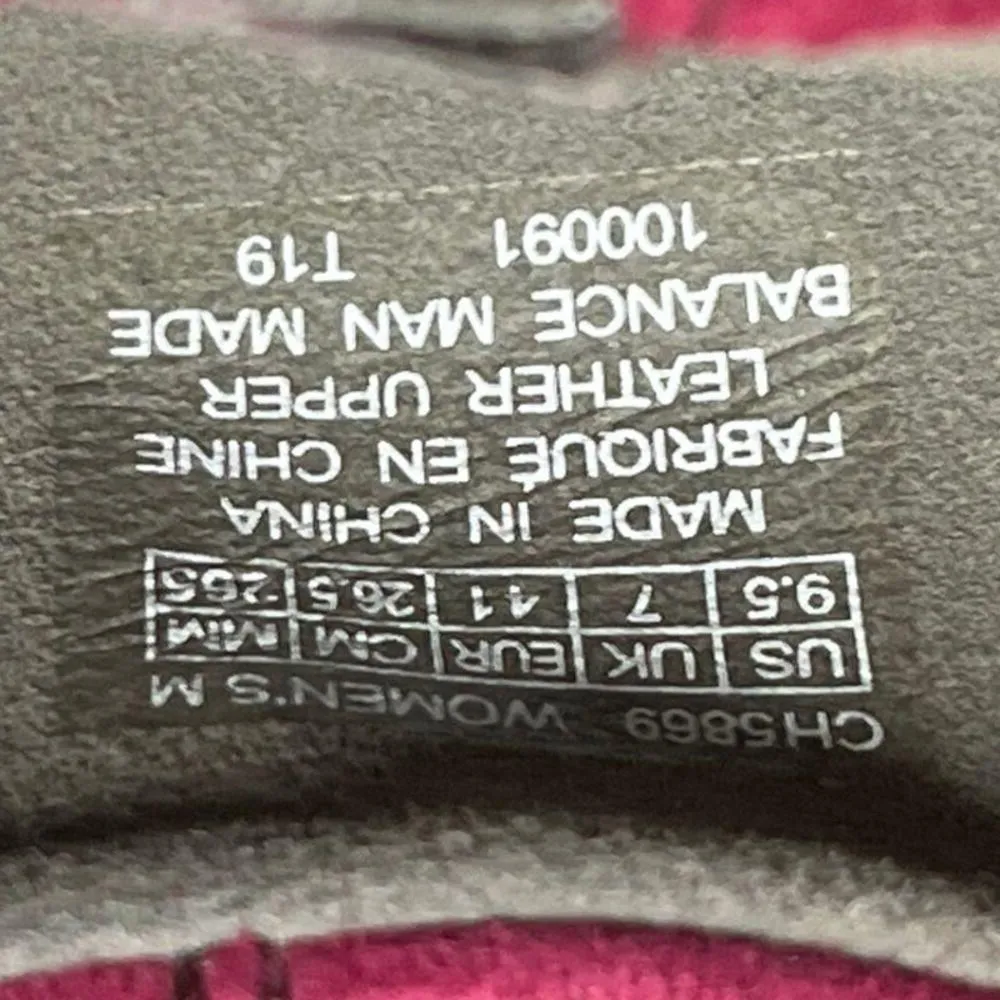 CH5869 WOMEN'S M
US UK EUR CM MM
9.5 7 41 26.5 265
MADE IN CHINA
FABRIQUÉ EN CHINE
LEATHER UPPER
BALANCE MAN MADE
100091 T19